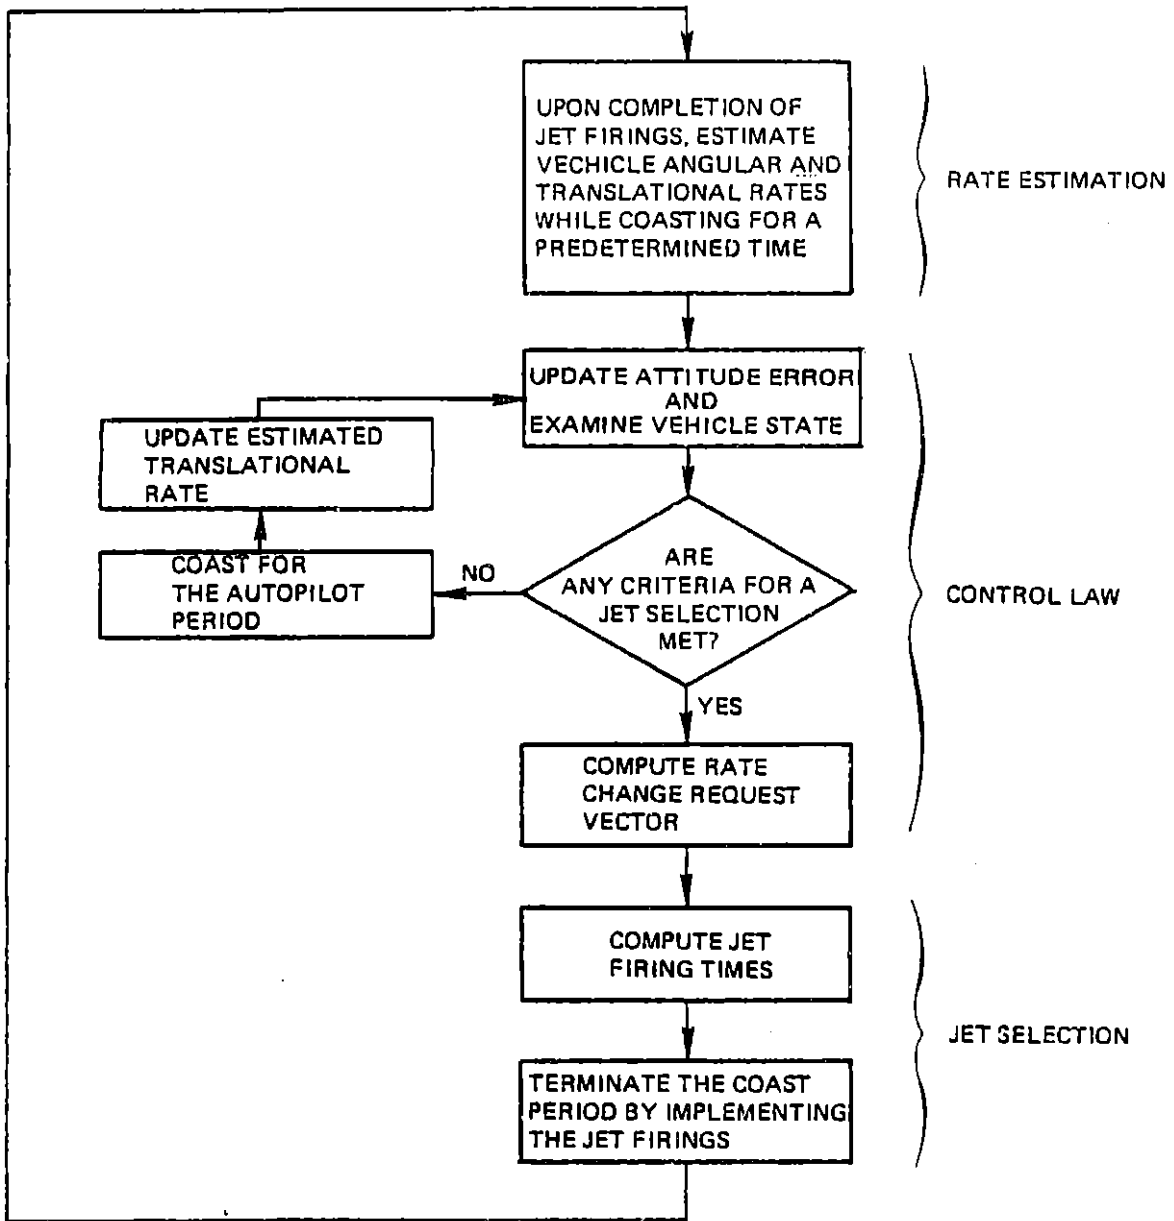 UPON COMPLETION OF
JET FIRINGS, ESTIMATE
VECHICLE ANGULAR AND
TRANSLATIONAL RATES
WHILE COASTING FOR A
PREDETERMINED TIME
RATE ESTIMATION
UPDATE ATTITUDE ERROR
AND
EXAMINE VEHICLE STATE
UPDATE ESTIMATED
TRANSLATIONAL
RATE
COAST FOR
THE AUTOPILOT
PERIOD
NO
ARE
ANY CRITERIA FOR A
JET SELECTION
MET?
CONTROL LAW
YES
COMPUTE RATE
CHANGE REQUEST
VECTOR
COMPUTE JET
FIRING TIMES
JET SELECTION
TERMINATE THE COAST
PERIOD BY IMPLEMENTING
THE JET FIRINGS